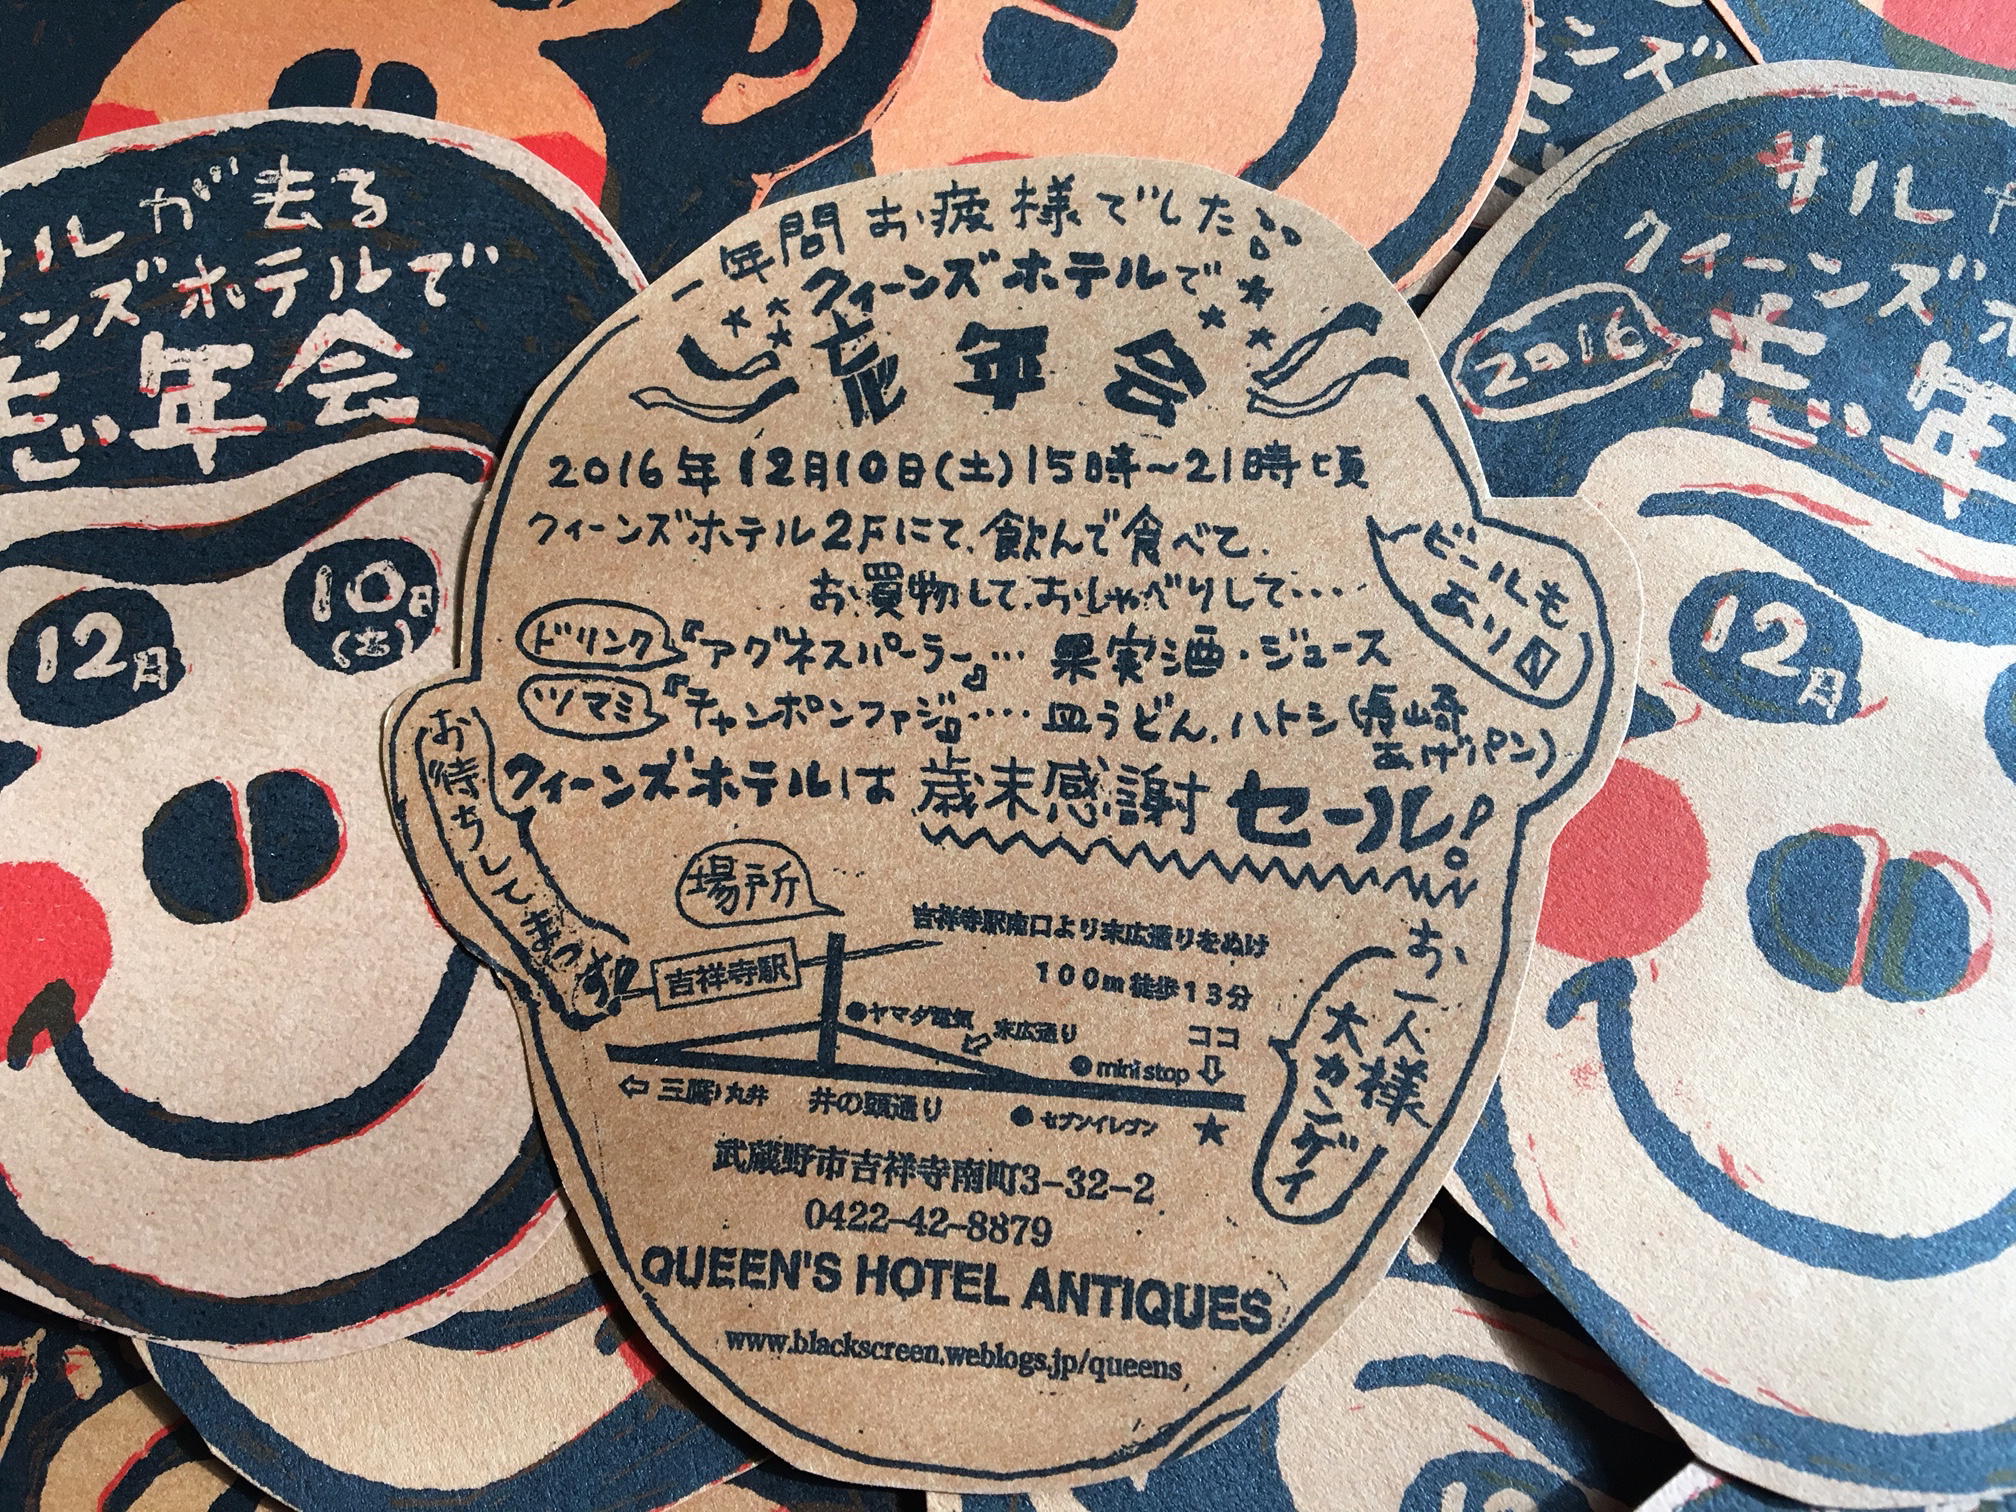 サルが去る
ンズホテルで
忘年会
12月
10日
(土)
一年間お疲様でした
クィーンズホテルで
忘年会
2016年12月10日(土)15時〜21時頃
クィーンズホテル2Fにて、飲んで食べて、
お買物して、おしゃべりして‥‥
ビールも
あり
ドリンク『アグネスパーラー』… 果実酒・ジュース
ツマミ『チャンポンファジ』‥‥ 皿うどん、ハトシ(長崎
あげパン)
クィーンズホテルは 歳末感謝セール!
お待ちしてんまーす!!
場所
吉祥寺駅南口より末広通りをぬけ
100m徒歩13分
吉祥寺駅
●ヤマダ電気
末広通り
ココ
●mini stop
⇦ 三鷹 丸井
井の頭通り
●セブンイレブン
★
お一人様
大カンゲイ
武蔵野市吉祥寺南町3-32-2
0422-42-8879
QUEEN'S HOTEL ANTIQUES
www.blackscreen.weblogs.jp/queens
サルが
クィーンズホ
2016
忘年
12月
ンズ